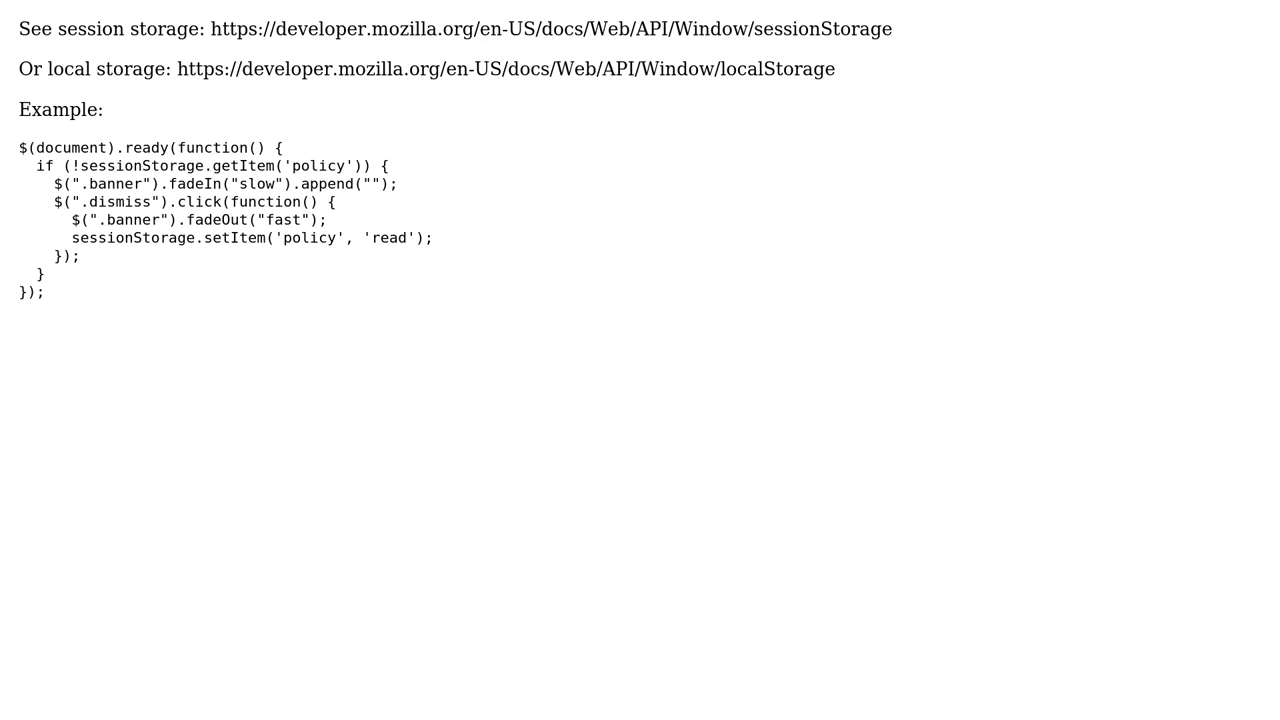 See session storage: https://developer.mozilla.org/en-US/docs/Web/API/Window/sessionStorage
Or local storage: https://developer.mozilla.org/en-US/docs/Web/API/Window/localStorage
Example:
$(document).ready(function() {
  if (!sessionStorage.getItem('policy')) {
    $(".banner").fadeIn("slow").append("");
    $(".dismiss").click(function() {
      $(".banner").fadeOut("fast");
      sessionStorage.setItem('policy', 'read');
    });
  }
});